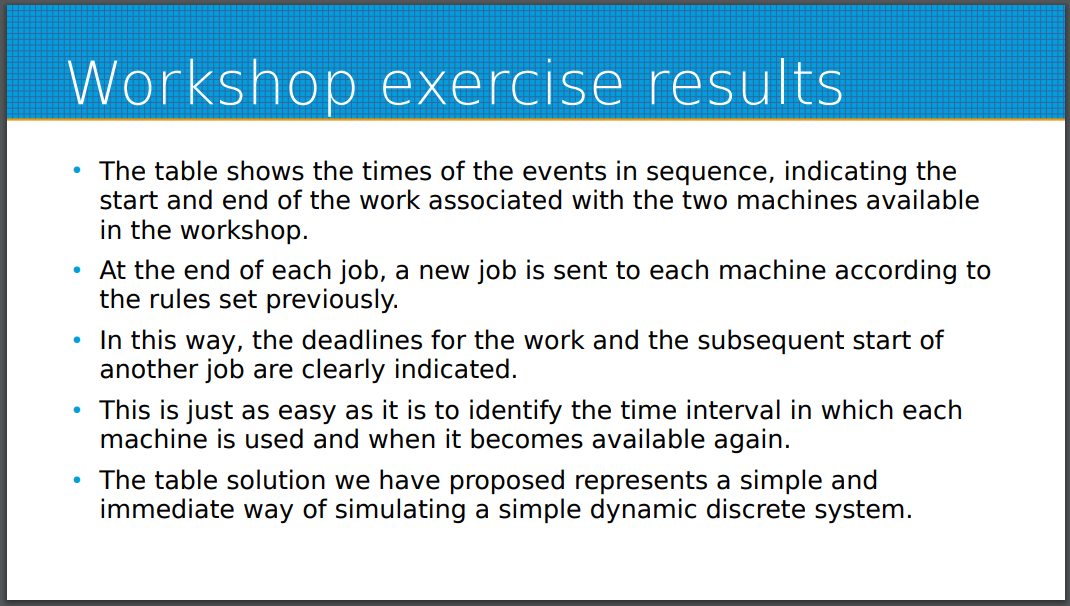 Workshop exercise results
• The table shows the times of the events in sequence, indicating the
start and end of the work associated with the two machines available
in the workshop.
• At the end of each job, a new job is sent to each machine according to
the rules set previously.
• In this way, the deadlines for the work and the subsequent start of
another job are clearly indicated.
• This is just as easy as it is to identify the time interval in which each
machine is used and when it becomes available again.
• The table solution we have proposed represents a simple and
immediate way of simulating a simple dynamic discrete system.